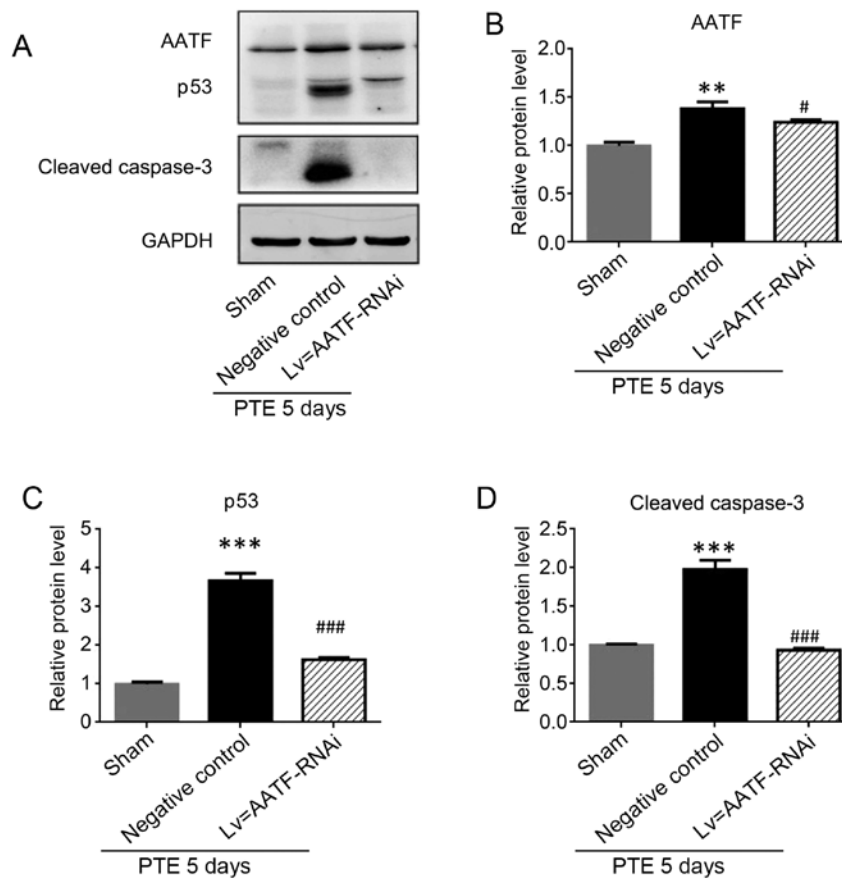 A
AATF
p53
Cleaved caspase-3
GAPDH
Sham
Negative control
Lv=AATF-RNAi
PTE 5 days
B
AATF
Relative protein level
2.0
1.5
1.0
0.5
0.0
**
#
Sham
Negative control
Lv=AATF-RNAi
PTE 5 days
C
p53
Relative protein level
5
4
3
2
1
0
***
###
Sham
Negative control
Lv=AATF-RNAi
PTE 5 days
D
Cleaved caspase-3
Relative protein level
2.5
2.0
1.5
1.0
0.5
0.0
***
###
Sham
Negative control
Lv=AATF-RNAi
PTE 5 days